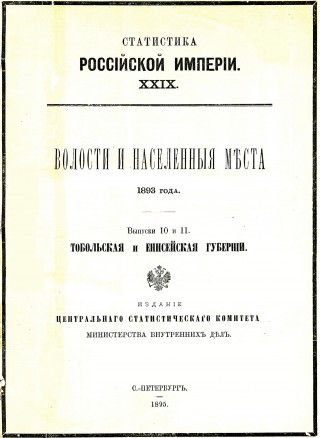 СТАТИСТИКА
РОССІЙСКОЙ ИМПЕРІИ.
XXIX.
ВОЛОСТИ И НАСЕЛЕННЫЯ МѢСТА
1893 года.
Выпуски 10 и 11.
ТОБОЛЬСКАЯ и ЕНИСЕЙСКАЯ ГУБЕРНІИ.
ИЗДАНІЕ
ЦЕНТРАЛЬНАГО СТАТИСТИЧЕСКАГО КОМИТЕТА
МИНИСТЕРСТВА ВНУТРЕННИХЪ ДѢЛЪ.
С.-ПЕТЕРБУРГЪ.
1895.